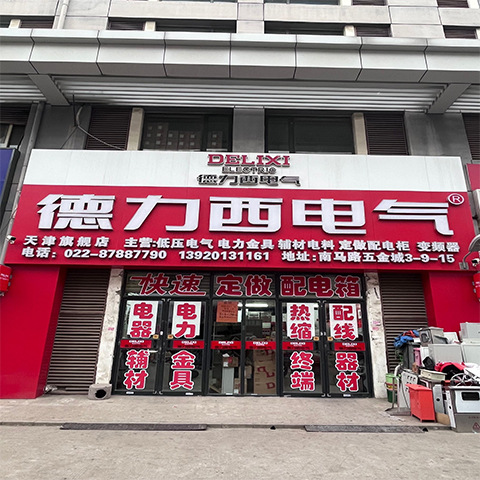 DELIXI
ELECTRIC
德力西电气
德力西电气®
天津旗舰店 主营:低压电气 电力金具 辅材电料 定做配电柜 变频器
电话:022-87887790 13920131161 地址:南马路五金城3-9-15
快速 定做 配电箱
电器辅材
电力金具
热缩终端
配线器材